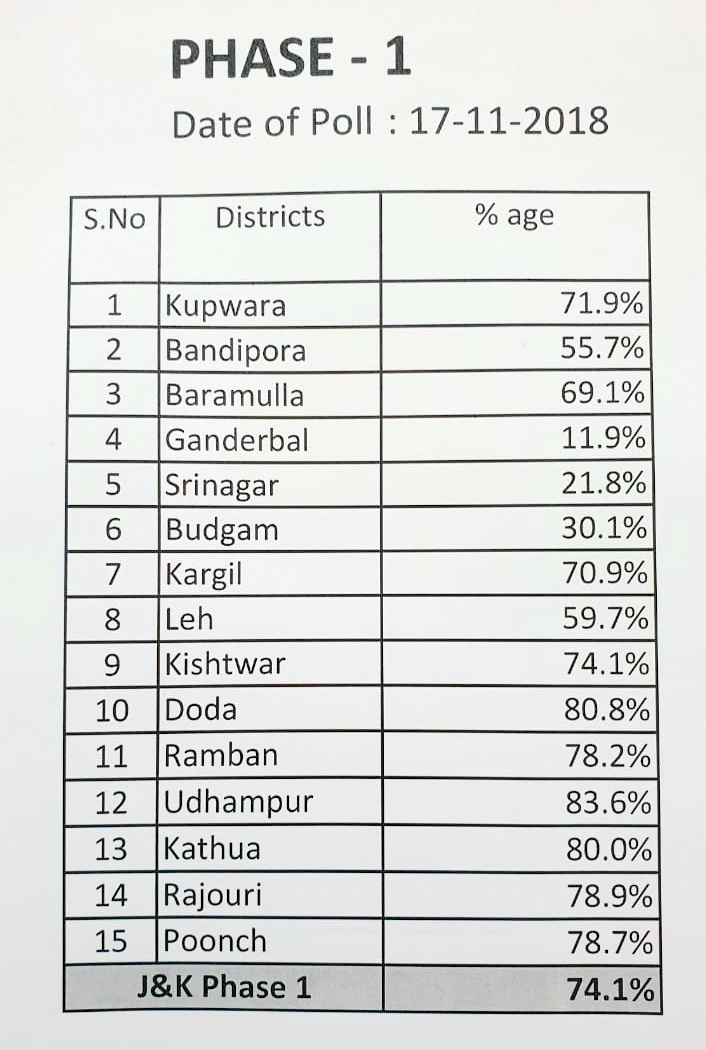 PHASE - 1
Date of Poll : 17-11-2018
S.No Districts % age
1 Kupwara 71.9%
2 Bandipora 55.7%
3 Baramulla 69.1%
4 Ganderbal 11.9%
5 Srinagar 21.8%
6 Budgam 30.1%
7 Kargil 70.9%
8 Leh 59.7%
9 Kishtwar 74.1%
10 Doda 80.8%
11 Ramban 78.2%
12 Udhampur 83.6%
13 Kathua 80.0%
14 Rajouri 78.9%
15 Poonch 78.7%
J&K Phase 1 74.1%